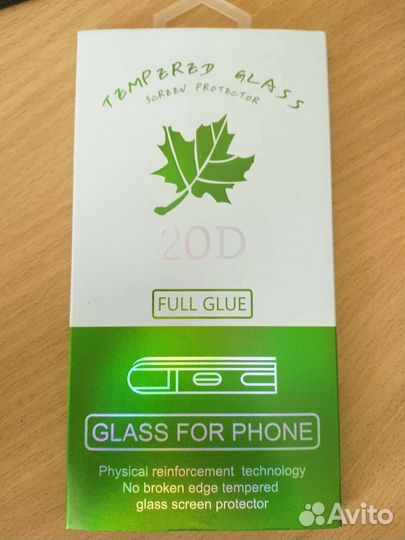 TEMPERED GLASS
SCREEN PROTECTOR
20D
FULL GLUE
GLASS FOR PHONE
Physical reinforcement technology
No broken edge tempered
glass screen protector
Avito